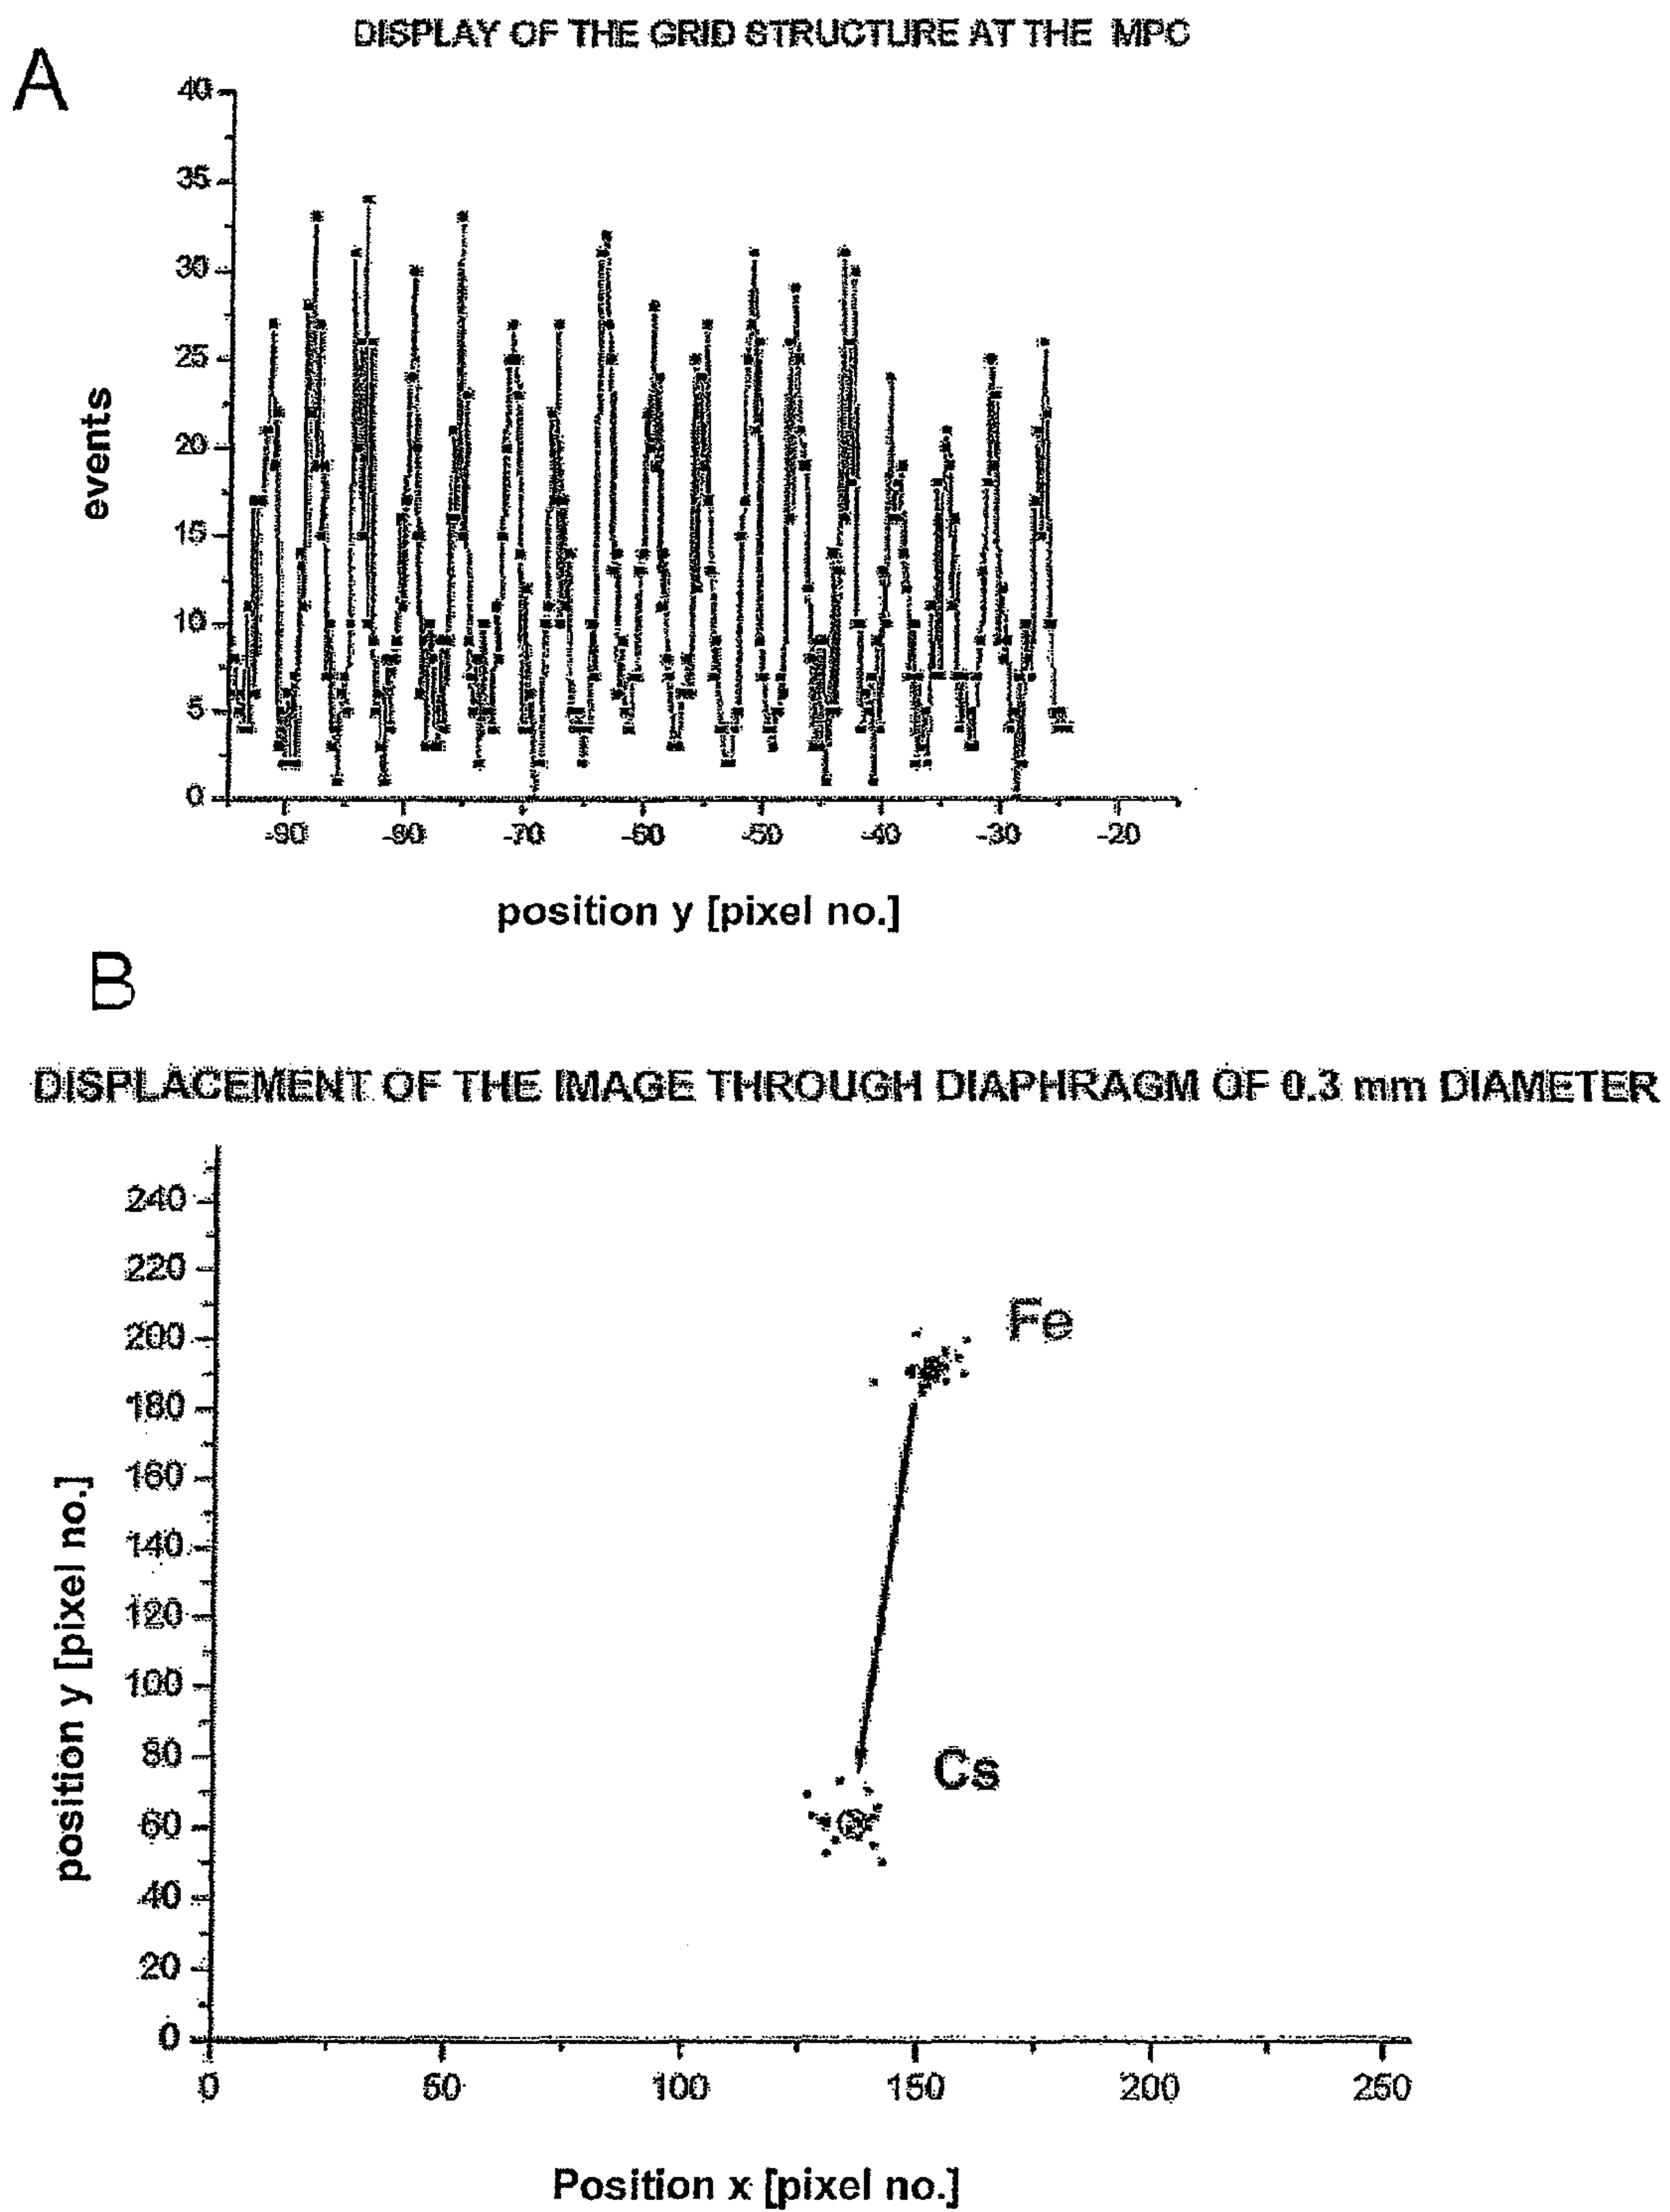 DISPLAY OF THE GRID STRUCTURE AT THE MPC
A
40
35
30
25
20
15
10
5
0
events
-90 -80 -70 -60 -50 -40 -30 -20
position y [pixel no.]
B
DISPLACEMENT OF THE IMAGE THROUGH DIAPHRAGM OF 0.3 mm DIAMETER
240
220
200
180
160
140
120
100
80
60
40
20
0
position y [pixel no.]
Fe
Cs
0 50 100 150 200 250
Position x [pixel no.]